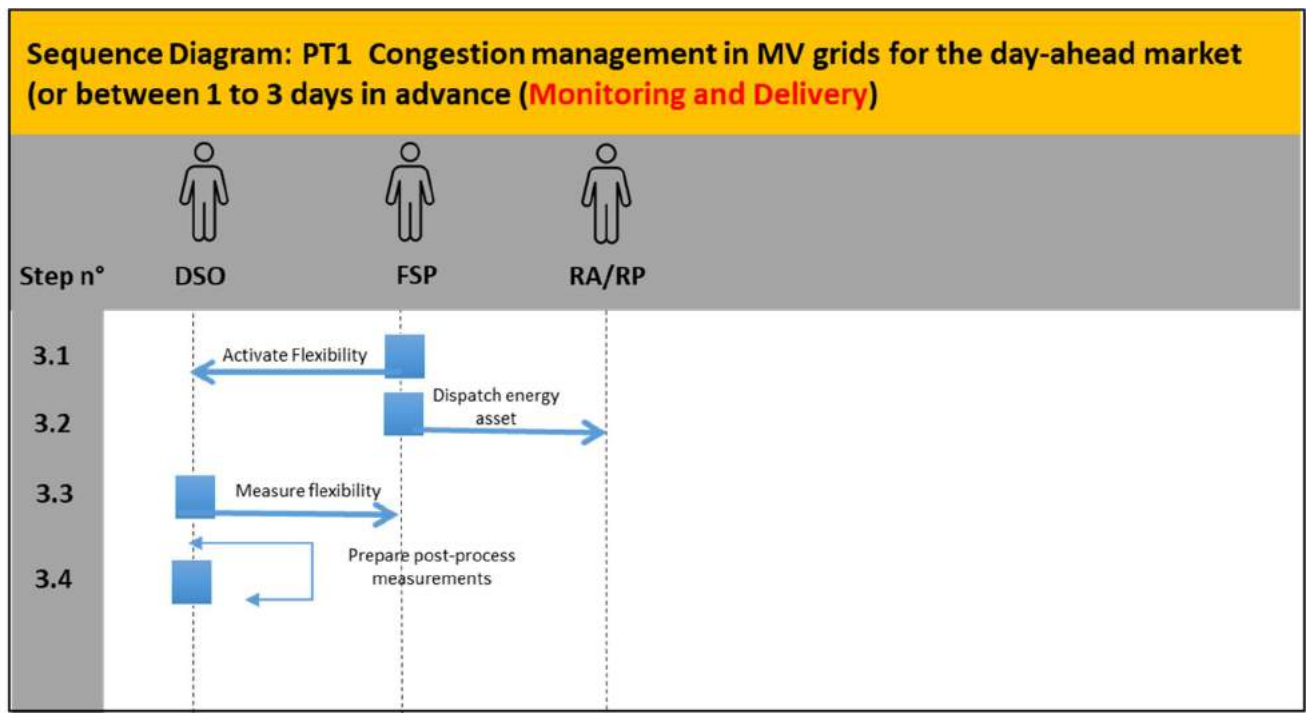 Sequence Diagram: PT1 Congestion management in MV grids for the day-ahead market
(or between 1 to 3 days in advance (Monitoring and Delivery)
Step n° DSO FSP RA/RP
3.1 Activate Flexibility
Dispatch energy
asset
3.2
3.3 Measure flexibility
Prepare post-process
measurements
3.4